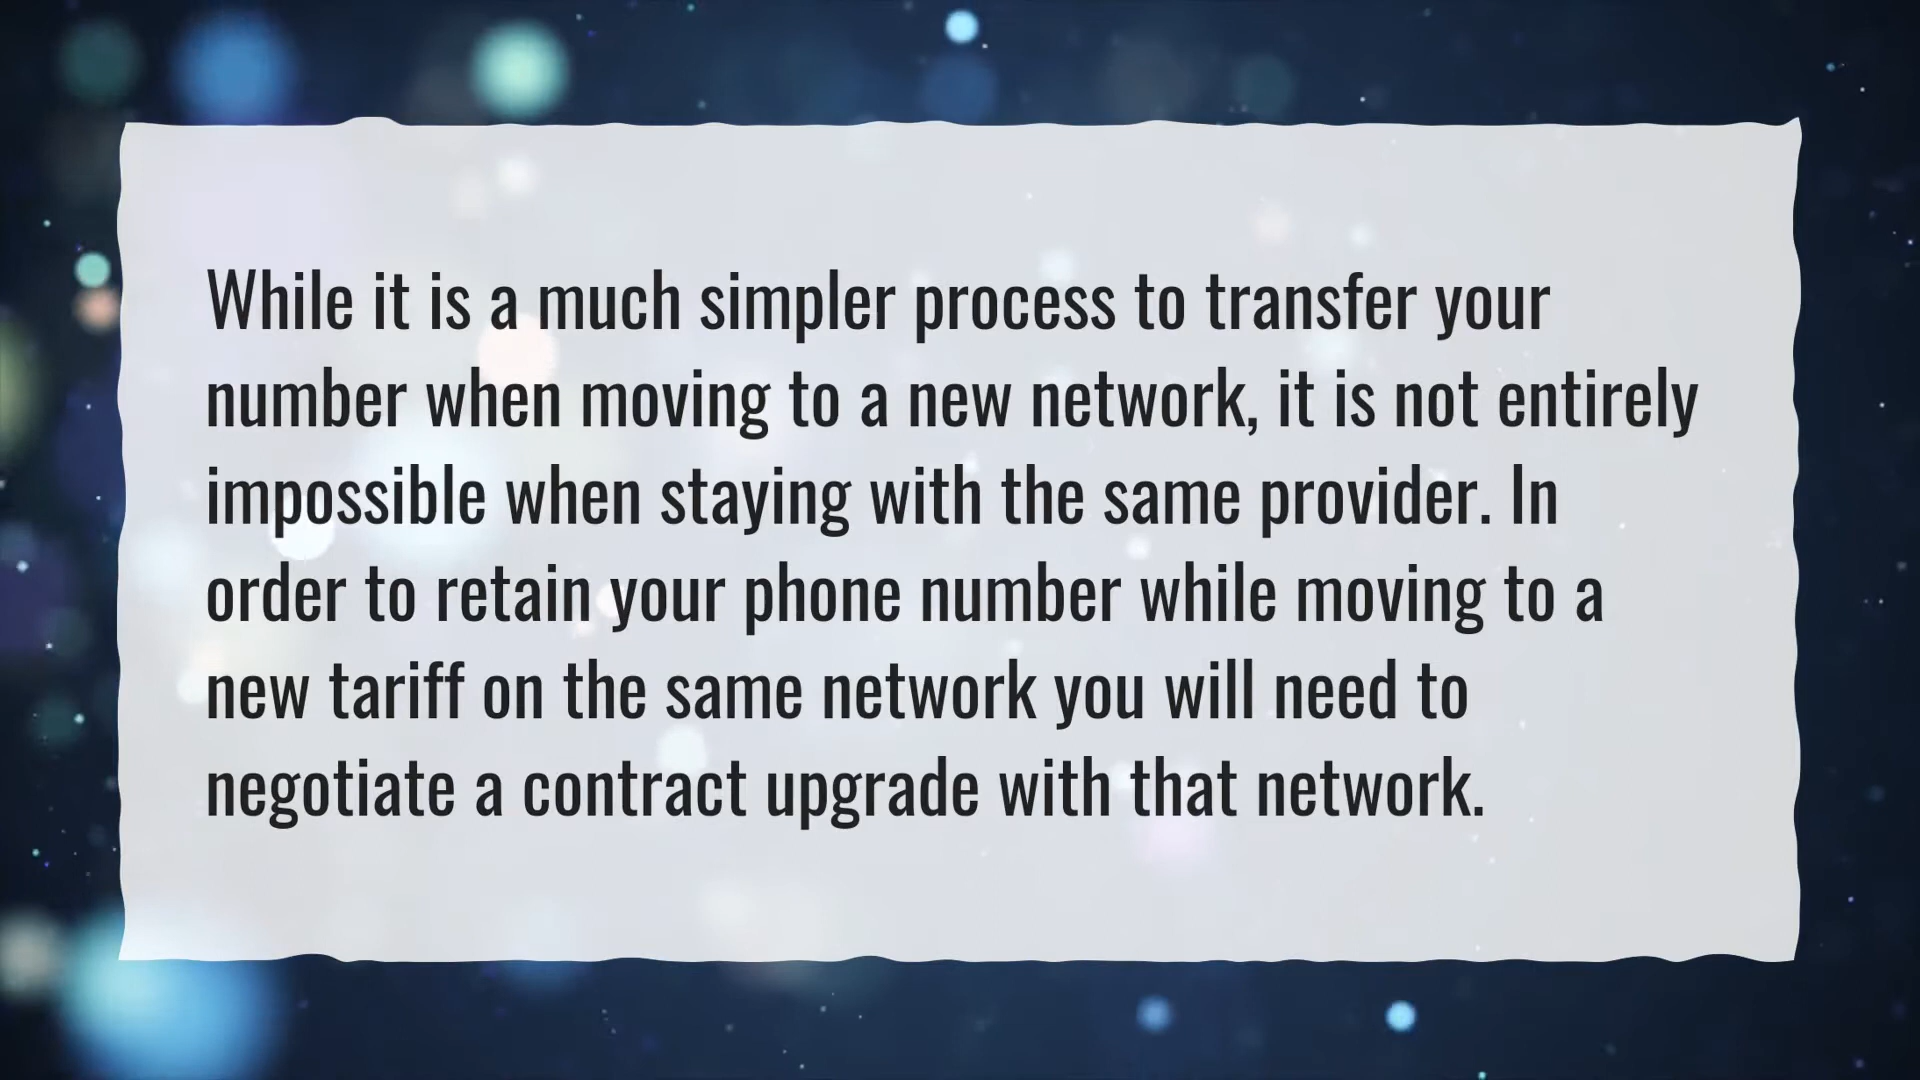 While it is a much simpler process to transfer your
number when moving to a new network, it is not entirely
impossible when staying with the same provider. In
order to retain your phone number while moving to a
new tariff on the same network you will need to
negotiate a contract upgrade with that network.